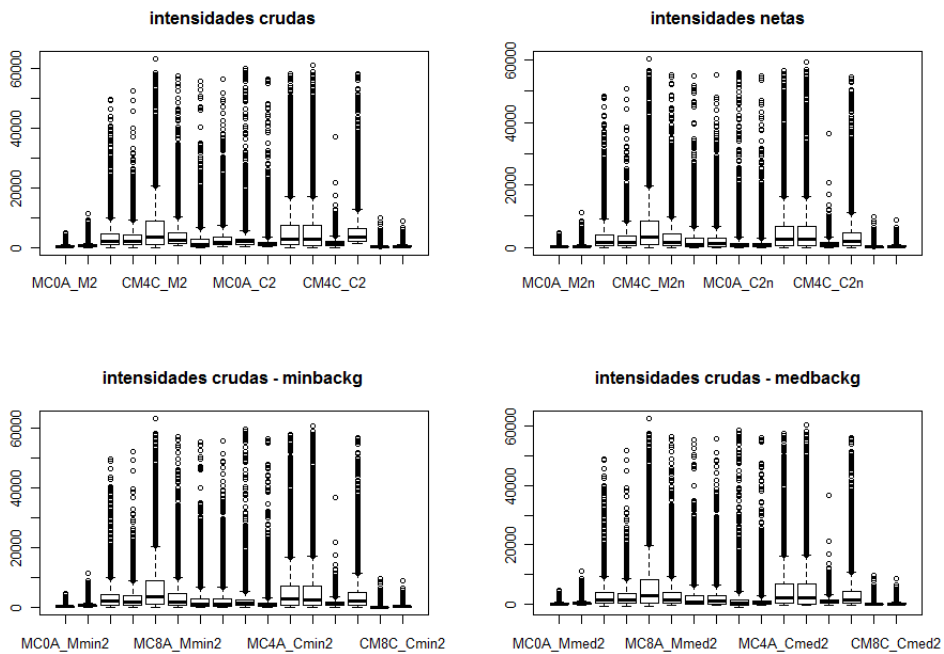 intensidades crudas
60000
40000
20000
0
MC0A_M2 CM4C_M2 MC0A_C2 CM4C_C2
intensidades netas
60000
40000
20000
0
MC0A_M2n CM4C_M2n MC0A_C2n CM4C_C2n
intensidades crudas - minbackg
60000
40000
20000
0
MC0A_Mmin2 MC8A_Mmin2 MC4A_Cmin2 CM8C_Cmin2
intensidades crudas - medbackg
60000
40000
20000
0
MC0A_Mmed2 MC8A_Mmed2 MC4A_Cmed2 CM8C_Cmed2